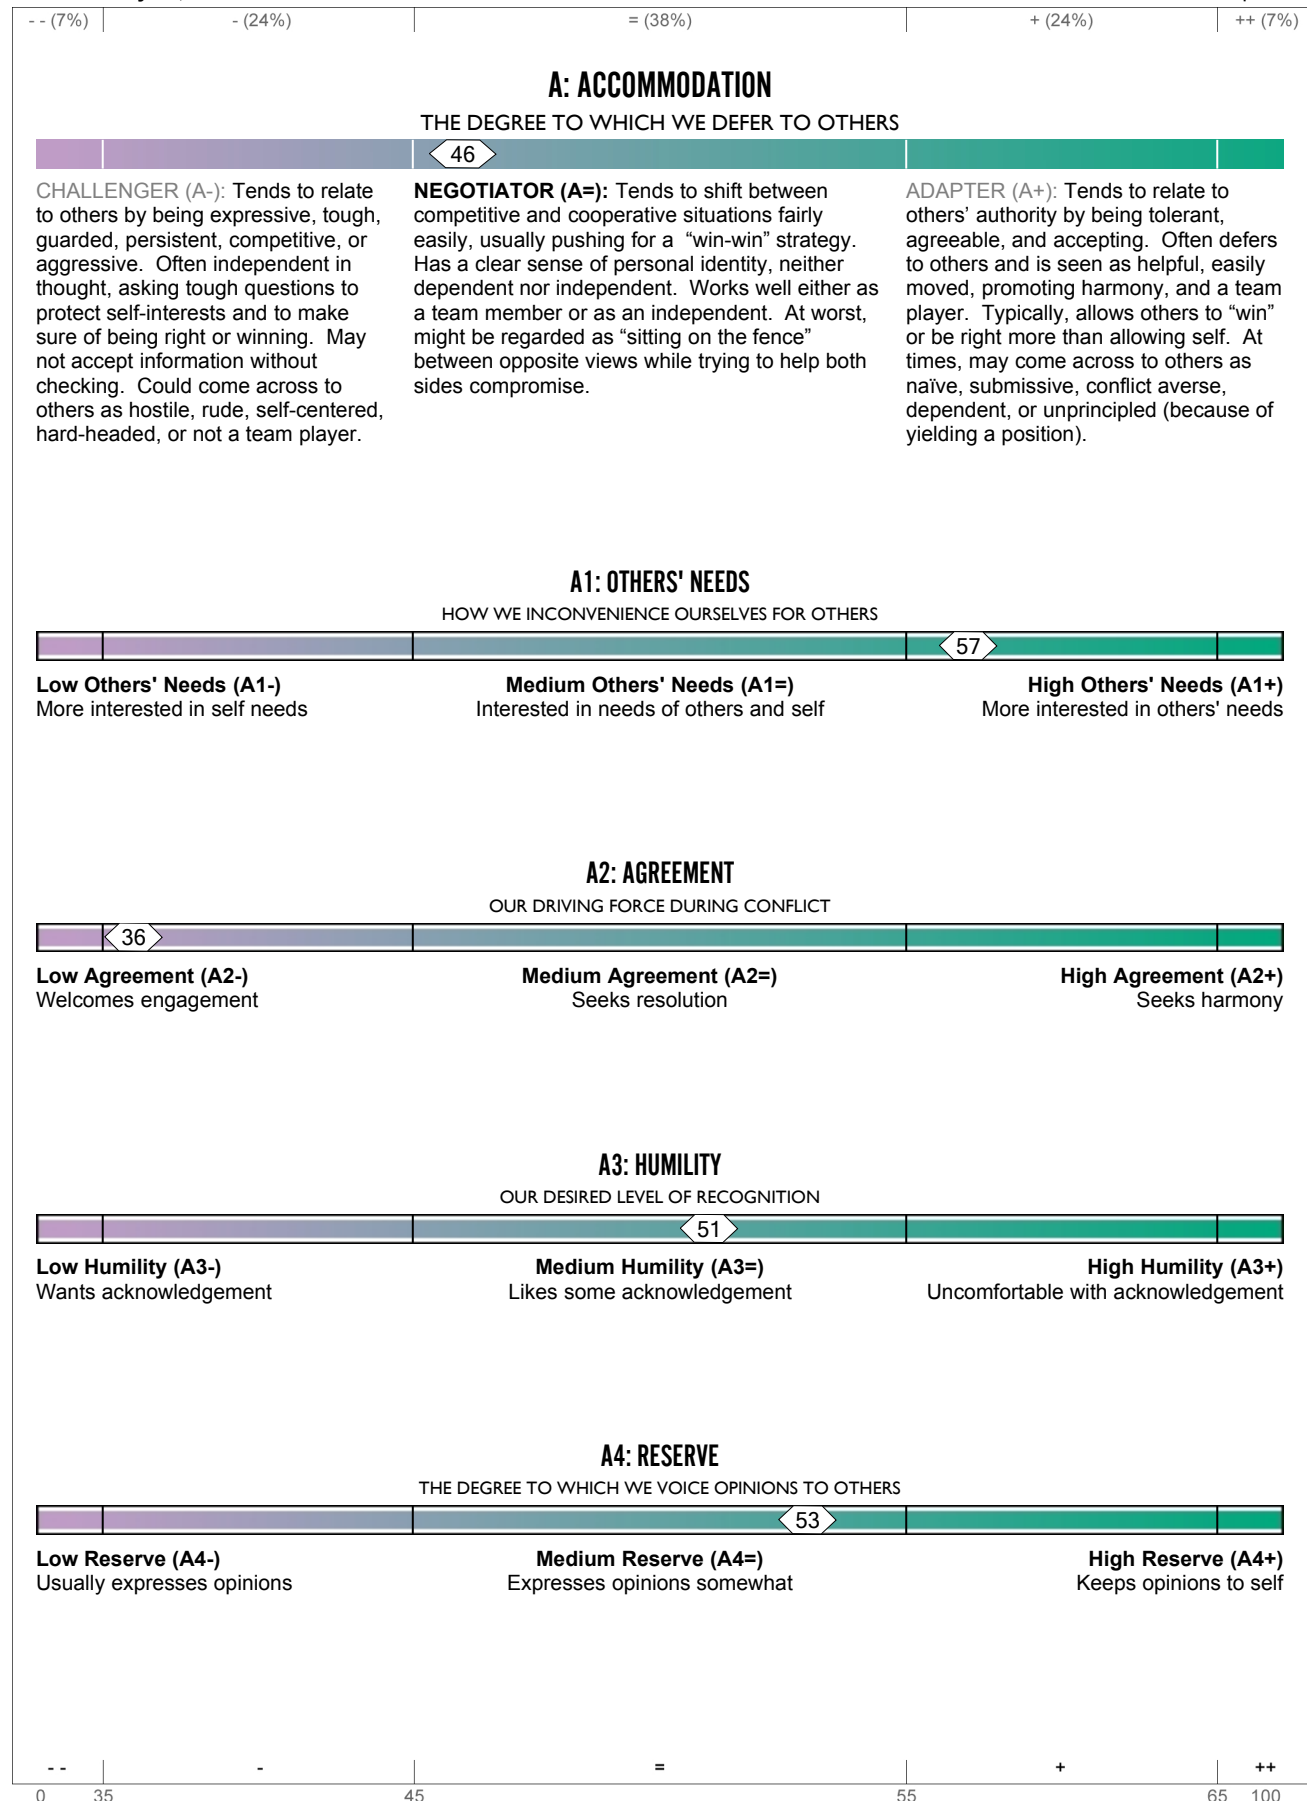 - - (7%) - (24%) = (38%) + (24%) ++ (7%)
A: ACCOMMODATION
THE DEGREE TO WHICH WE DEFER TO OTHERS
46
CHALLENGER (A-): Tends to relate
to others by being expressive, tough,
guarded, persistent, competitive, or
aggressive. Often independent in
thought, asking tough questions to
protect self-interests and to make
sure of being right or winning. May
not accept information without
checking. Could come across to
others as hostile, rude, self-centered,
hard-headed, or not a team player.
NEGOTIATOR (A=): Tends to shift between
competitive and cooperative situations fairly
easily, usually pushing for a “win-win” strategy.
Has a clear sense of personal identity, neither
dependent nor independent. Works well either as
a team member or as an independent. At worst,
might be regarded as “sitting on the fence”
between opposite views while trying to help both
sides compromise.
ADAPTER (A+): Tends to relate to
others’ authority by being tolerant,
agreeable, and accepting. Often defers
to others and is seen as helpful, easily
moved, promoting harmony, and a team
player. Typically, allows others to “win”
or be right more than allowing self. At
times, may come across to others as
naïve, submissive, conflict averse,
dependent, or unprincipled (because of
yielding a position).
A1: OTHERS' NEEDS
HOW WE INCONVENIENCE OURSELVES FOR OTHERS
57
Low Others' Needs (A1-)
More interested in self needs
Medium Others' Needs (A1=)
Interested in needs of others and self
High Others' Needs (A1+)
More interested in others' needs
A2: AGREEMENT
OUR DRIVING FORCE DURING CONFLICT
36
Low Agreement (A2-)
Welcomes engagement
Medium Agreement (A2=)
Seeks resolution
High Agreement (A2+)
Seeks harmony
A3: HUMILITY
OUR DESIRED LEVEL OF RECOGNITION
51
Low Humility (A3-)
Wants acknowledgement
Medium Humility (A3=)
Likes some acknowledgement
High Humility (A3+)
Uncomfortable with acknowledgement
A4: RESERVE
THE DEGREE TO WHICH WE VOICE OPINIONS TO OTHERS
53
Low Reserve (A4-)
Usually expresses opinions
Medium Reserve (A4=)
Expresses opinions somewhat
High Reserve (A4+)
Keeps opinions to self
- - - = + ++
0 35 45 55 65 100